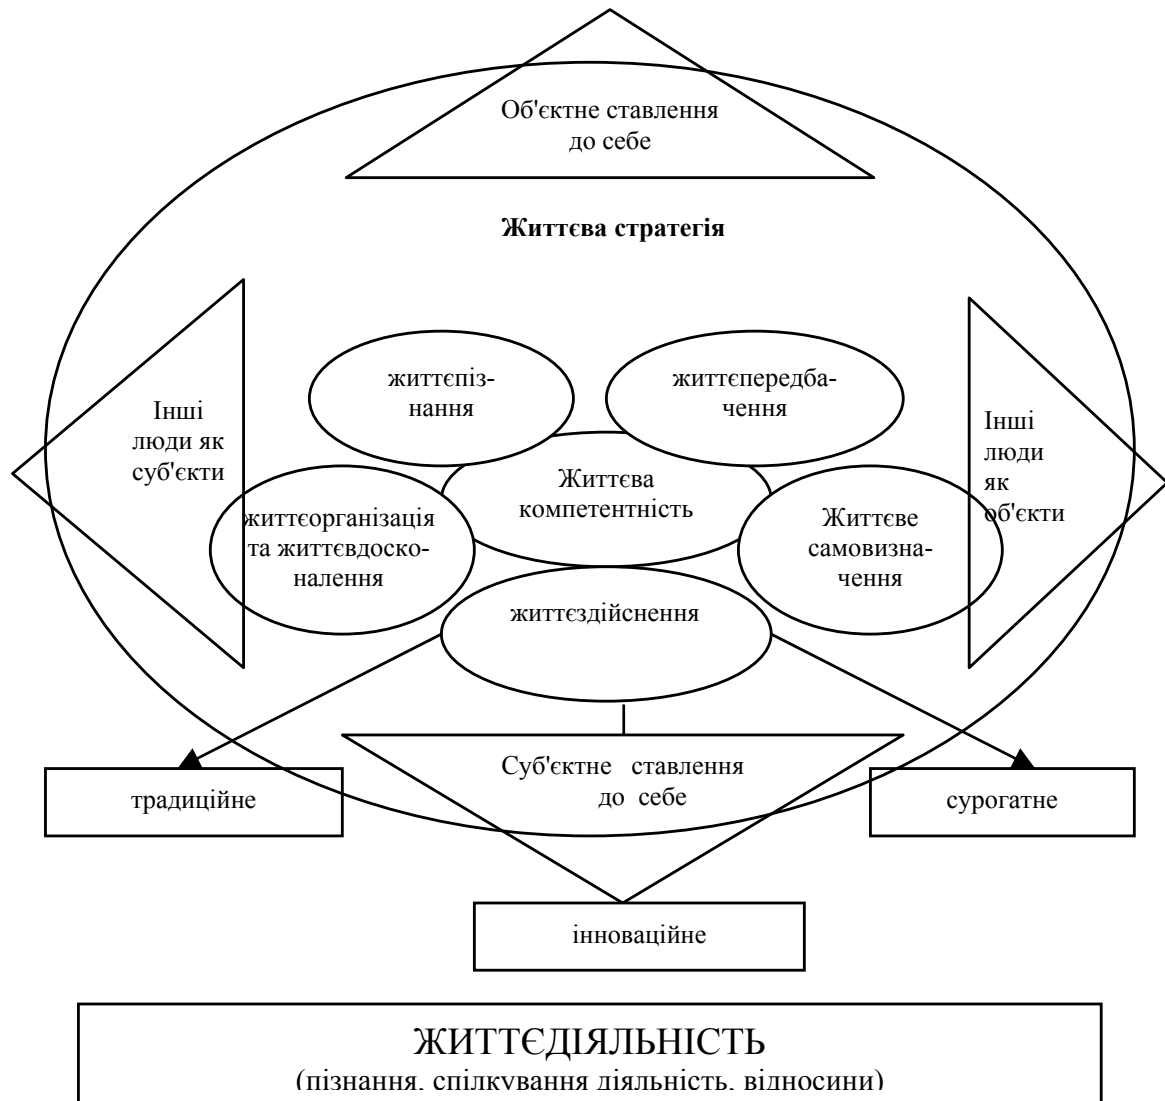 Об'єктне ставлення
до себе
Життєва стратегія
життєпіз-
нання
життєпередба-
чення
Інші
люди як
суб'єкти
Інші
люди
як
об'єкти
Життєва
компетентність
життєорганізація
та життєвдоско-
налення
Життєве
самовизна-
чення
життєздійснення
Суб'єктне ставлення
до себе
традиційне
сурогатне
інноваційне
ЖИТТЄДІЯЛЬНІСТЬ
(пізнання, спілкування діяльність, відносини)